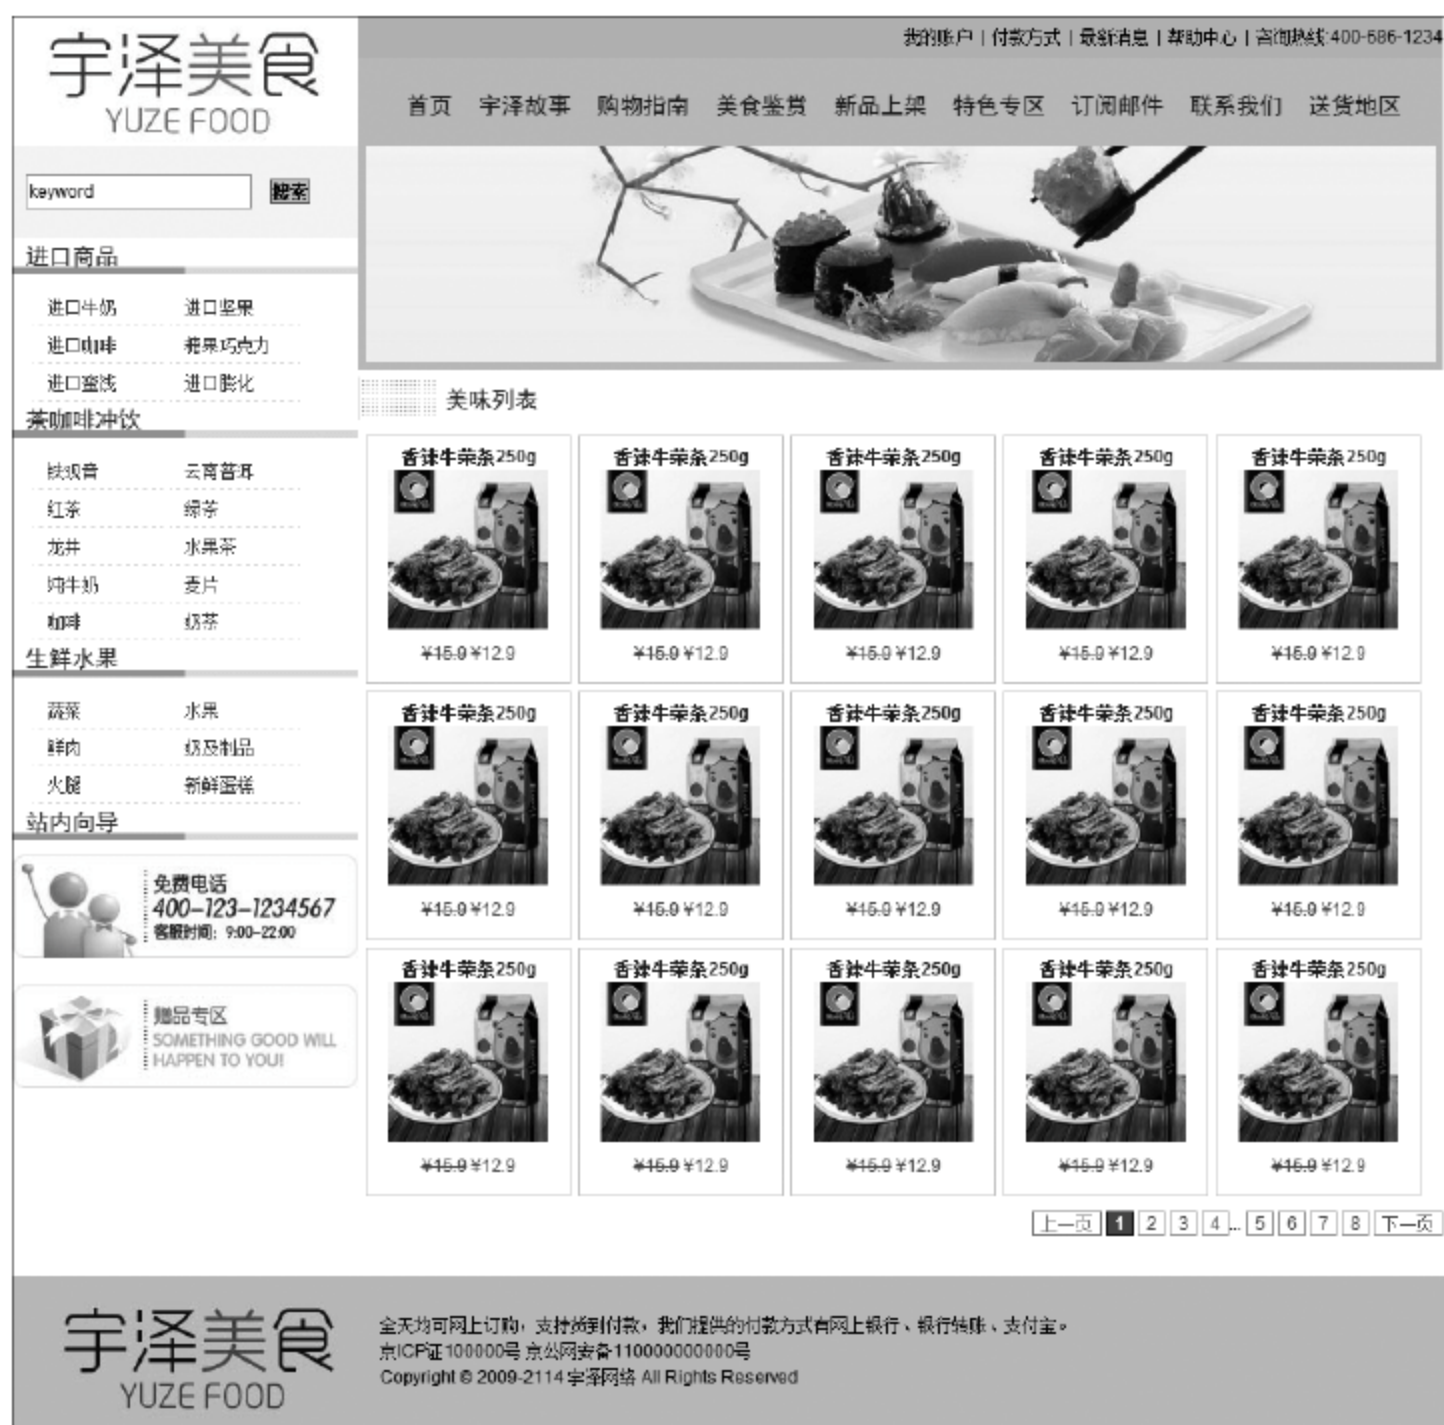 宇泽美食
YUZE FOOD
我的账户 | 付款方式 | 最新消息 | 帮助中心 | 咨询热线:400-686-1234
首页 宇泽故事 购物指南 美食鉴赏 新品上架 特色专区 订阅邮件 联系我们 送货地区
keyword 搜索
进口商品
进口牛奶 进口坚果
进口咖啡 糖果巧克力
进口蜜饯 进口膨化
茶咖啡冲饮
铁观音 云南普洱
红茶 绿茶
龙井 水果茶
纯牛奶 麦片
咖啡 奶茶
生鲜水果
蔬菜 水果
鲜肉 奶及制品
火腿 新鲜蛋糕
站内向导
免费电话
400-123-1234567
客服时间：9:00-22:00
赠品专区
SOMETHING GOOD WILL
HAPPEN TO YOU!
美味列表
香辣牛荣条250g 香辣牛荣条250g 香辣牛荣条250g 香辣牛荣条250g 香辣牛荣条250g
¥15.9 ¥12.9 ¥15.9 ¥12.9 ¥15.9 ¥12.9 ¥15.9 ¥12.9 ¥15.9 ¥12.9
香辣牛荣条250g 香辣牛荣条250g 香辣牛荣条250g 香辣牛荣条250g 香辣牛荣条250g
¥15.9 ¥12.9 ¥15.9 ¥12.9 ¥15.9 ¥12.9 ¥15.9 ¥12.9 ¥15.9 ¥12.9
香辣牛荣条250g 香辣牛荣条250g 香辣牛荣条250g 香辣牛荣条250g 香辣牛荣条250g
¥15.9 ¥12.9 ¥15.9 ¥12.9 ¥15.9 ¥12.9 ¥15.9 ¥12.9 ¥15.9 ¥12.9
上一页 1 2 3 4 ... 5 6 7 8 下一页
宇泽美食
YUZE FOOD
全天均可网上订购，支持货到付款，我们提供的付款方式有网上银行、银行转账、支付宝。
京ICP证100000号 京公网安备110000000000号
Copyright © 2009-2114 宇泽网络 All Rights Reserved